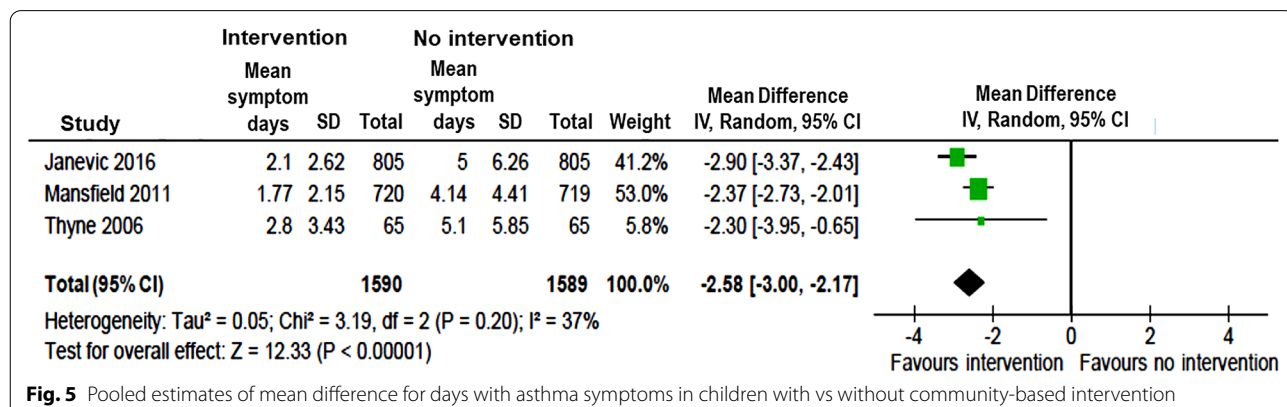 Intervention No intervention
Mean Mean
symptom symptom Mean Difference Mean Difference
Study days SD Total days SD Total Weight IV, Random, 95% CI IV, Random, 95% CI
Janevic 2016 2.1 2.62 805 5 6.26 805 41.2% -2.90 [-3.37, -2.43]
Mansfield 2011 1.77 2.15 720 4.14 4.41 719 53.0% -2.37 [-2.73, -2.01]
Thyne 2006 2.8 3.43 65 5.1 5.85 65 5.8% -2.30 [-3.95, -0.65]
Total (95% CI) 1590 1589 100.0% -2.58 [-3.00, -2.17]
Heterogeneity: Tau² = 0.05; Chi² = 3.19, df = 2 (P = 0.20); I² = 37%
Test for overall effect: Z = 12.33 (P < 0.00001)
-4 -2 0 2 4
Favours intervention Favours no intervention
Fig. 5 Pooled estimates of mean difference for days with asthma symptoms in children with vs without community-based intervention